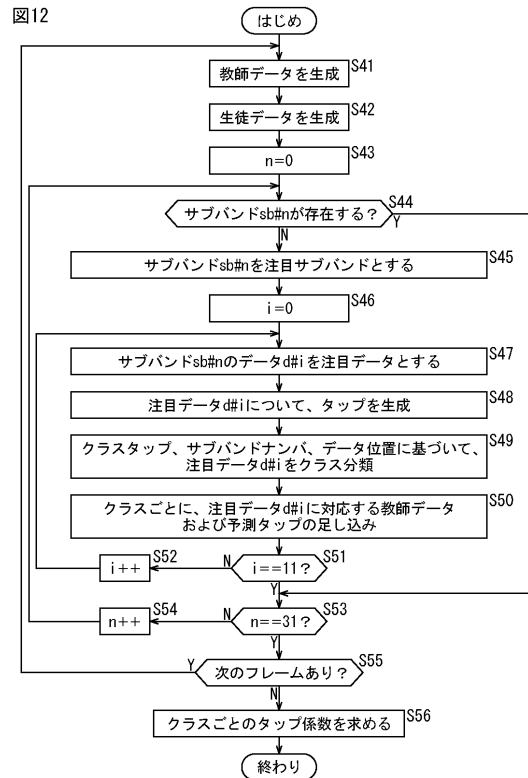 図12
はじめ
教師データを生成
S41
生徒データを生成
S42
n=0
S43
サブバンドsb#nが存在する？
S44
Y
N
サブバンドsb#nを注目サブバンドとする
S45
i=0
S46
サブバンドsb#nのデータd#iを注目データとする
S47
注目データd#iについて、タップを生成
S48
クラスタップ、サブバンドナンバ、データ位置に基づいて、
注目データd#iをクラス分類
S49
クラスごとに、注目データd#iに対応する教師データ
および予測タップの足し込み
S50
i++
S52
N
i==11？
S51
Y
n++
S54
N
n==31？
S53
Y
Y
次のフレームあり？
S55
N
クラスごとのタップ係数を求める
S56
終わり